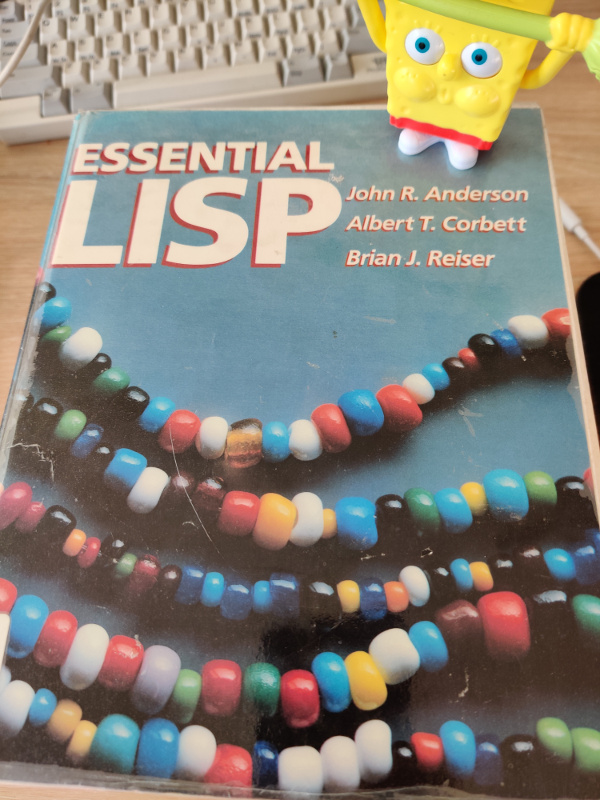 ESSENTIAL
LISP
John R. Anderson
Albert T. Corbett
Brian J. Reiser